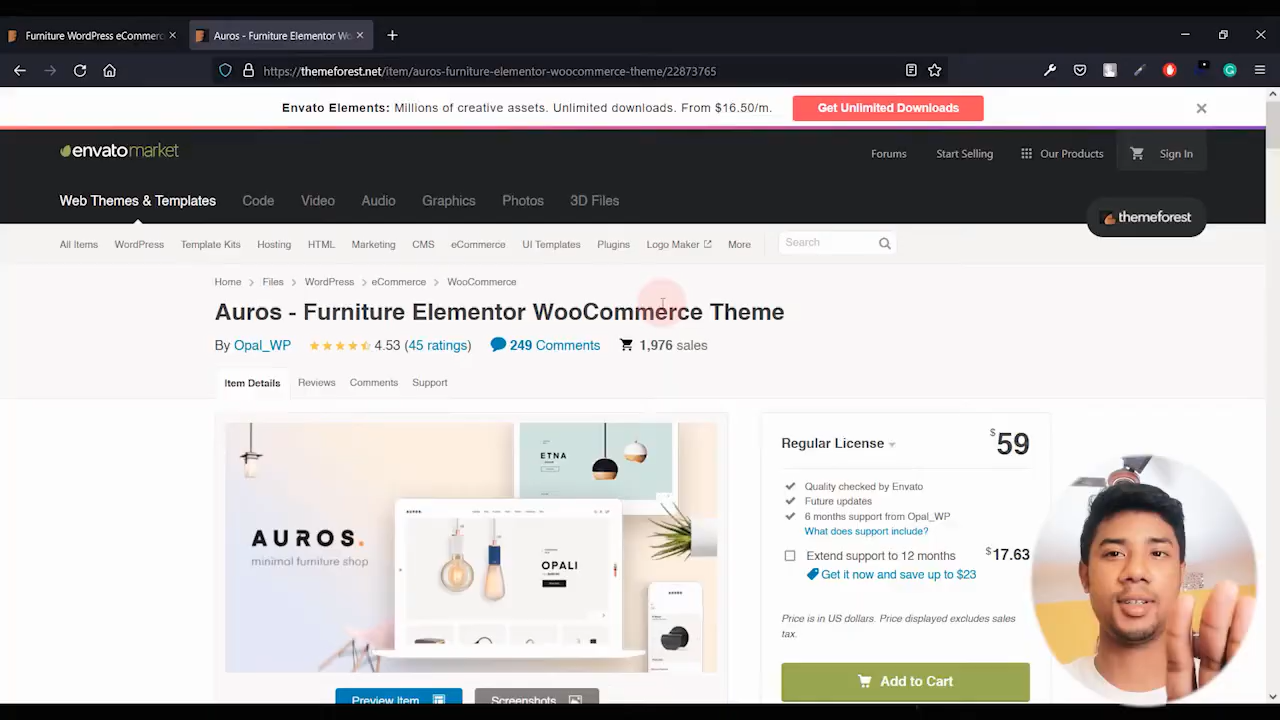 Furniture WordPress eCommerc
Auros - Furniture Elementor Wo
https://themeforest.net/item/auros-furniture-elementor-woocommerce-theme/22873765
Envato Elements: Millions of creative assets. Unlimited downloads. From $16.50/m.
Get Unlimited Downloads
envatomarket
Forums
Start Selling
Our Products
Sign In
Web Themes & Templates
Code
Video
Audio
Graphics
Photos
3D Files
themeforest
All Items
WordPress
Template Kits
Hosting
HTML
Marketing
CMS
eCommerce
UI Templates
Plugins
Logo Maker
More
Search
Home > Files > WordPress > eCommerce > WooCommerce
Auros - Furniture Elementor WooCommerce Theme
By Opal_WP
4.53 (45 ratings)
249 Comments
1,976 sales
Item Details
Reviews
Comments
Support
AUROS.
minimal furniture shop
ETNA
AUROS.
OPALI
Regular License
$59
Quality checked by Envato
Future updates
6 months support from Opal_WP
What does support include?
Extend support to 12 months
$17.63
Get it now and save up to $23
Price is in US dollars. Price displayed excludes sales
tax.
Add to Cart
Preview Item
Screenshots